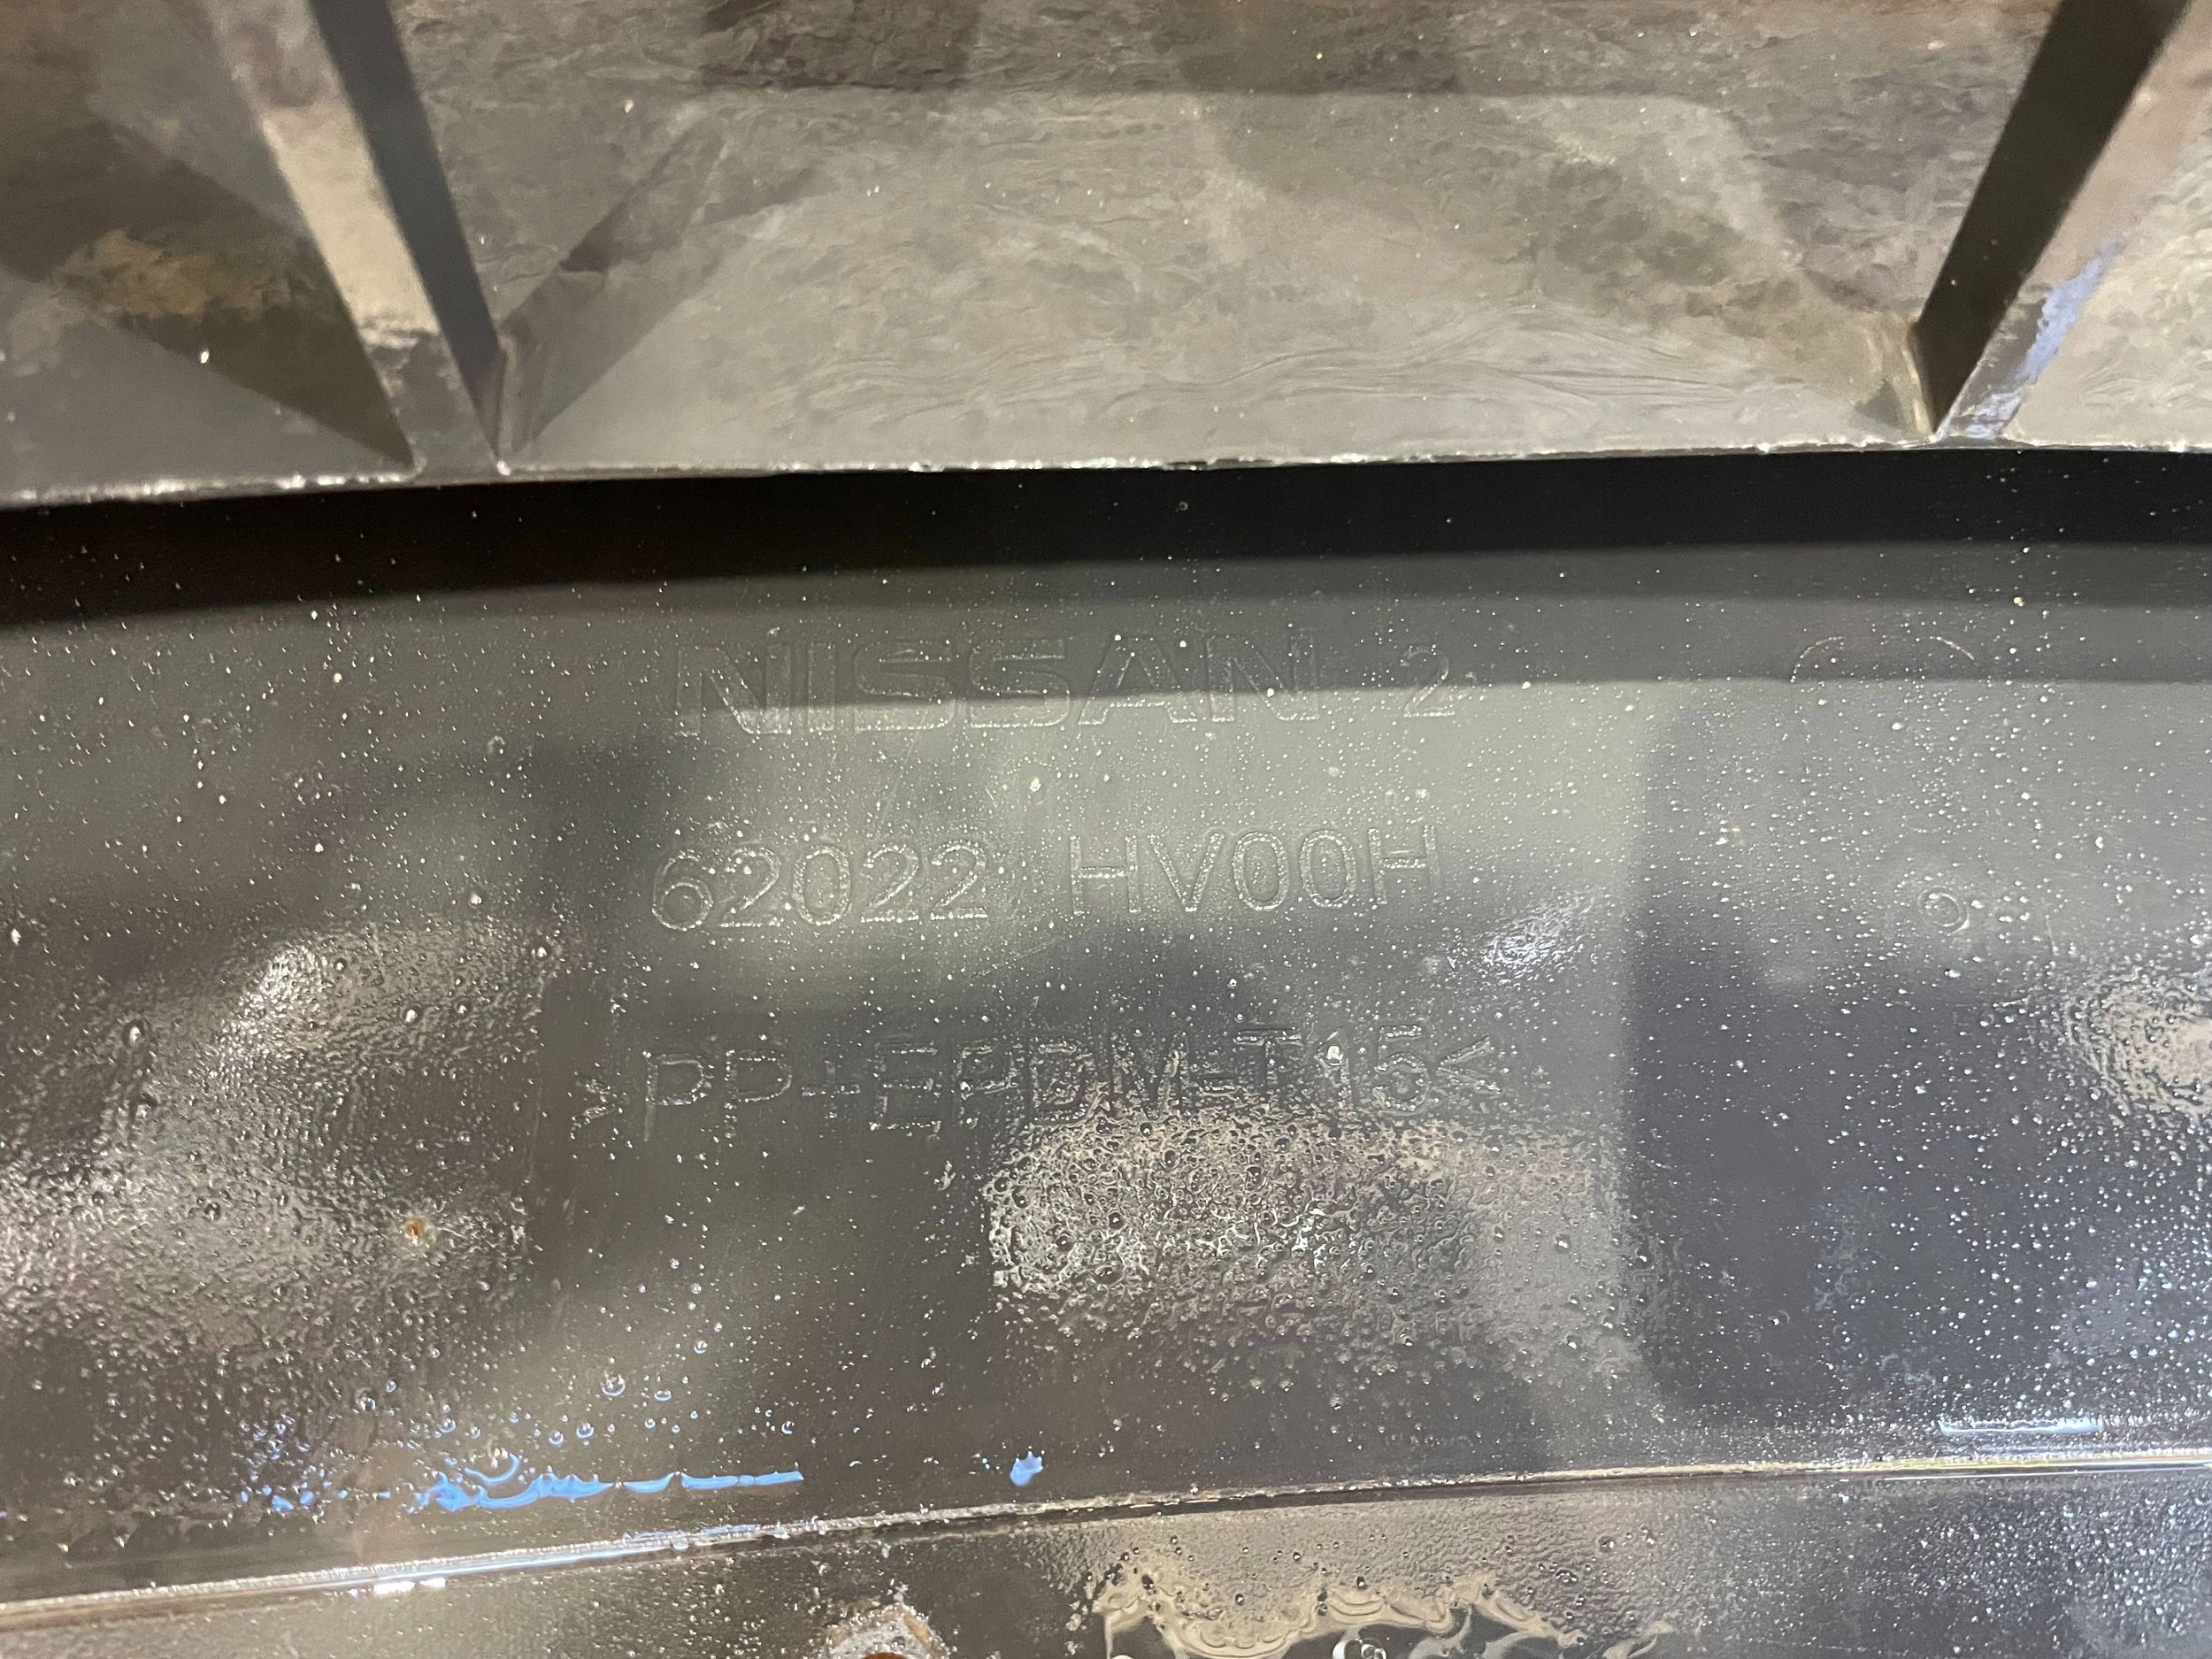 NISSAN 2
62022 HV00H
>PP+EPDM-T15<